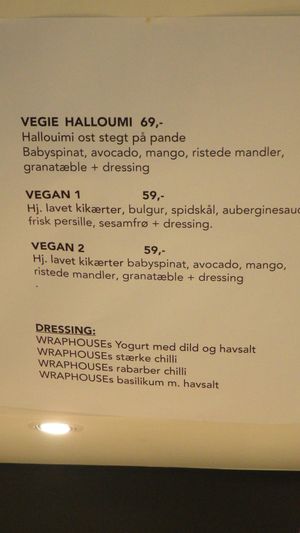 VEGIE HALLOUMI 69,-
Hallouimi ost stegt på pande
Babyspinat, avocado, mango, ristede mandler,
granatæble + dressing
VEGAN 1 59,-
Hj. lavet kikærter, bulgur, spidskål, auberginesauc
frisk persille, sesamfrø + dressing.
VEGAN 2 59,-
Hj. lavet kikærter babyspinat, avocado, mango,
ristede mandler, granatæble + dressing
.
DRESSING:
WRAPHOUSEs Yogurt med dild og havsalt
WRAPHOUSEs stærke chilli
WRAPHOUSEs rabarber chilli
WRAPHOUSEs basilikum m. havsalt